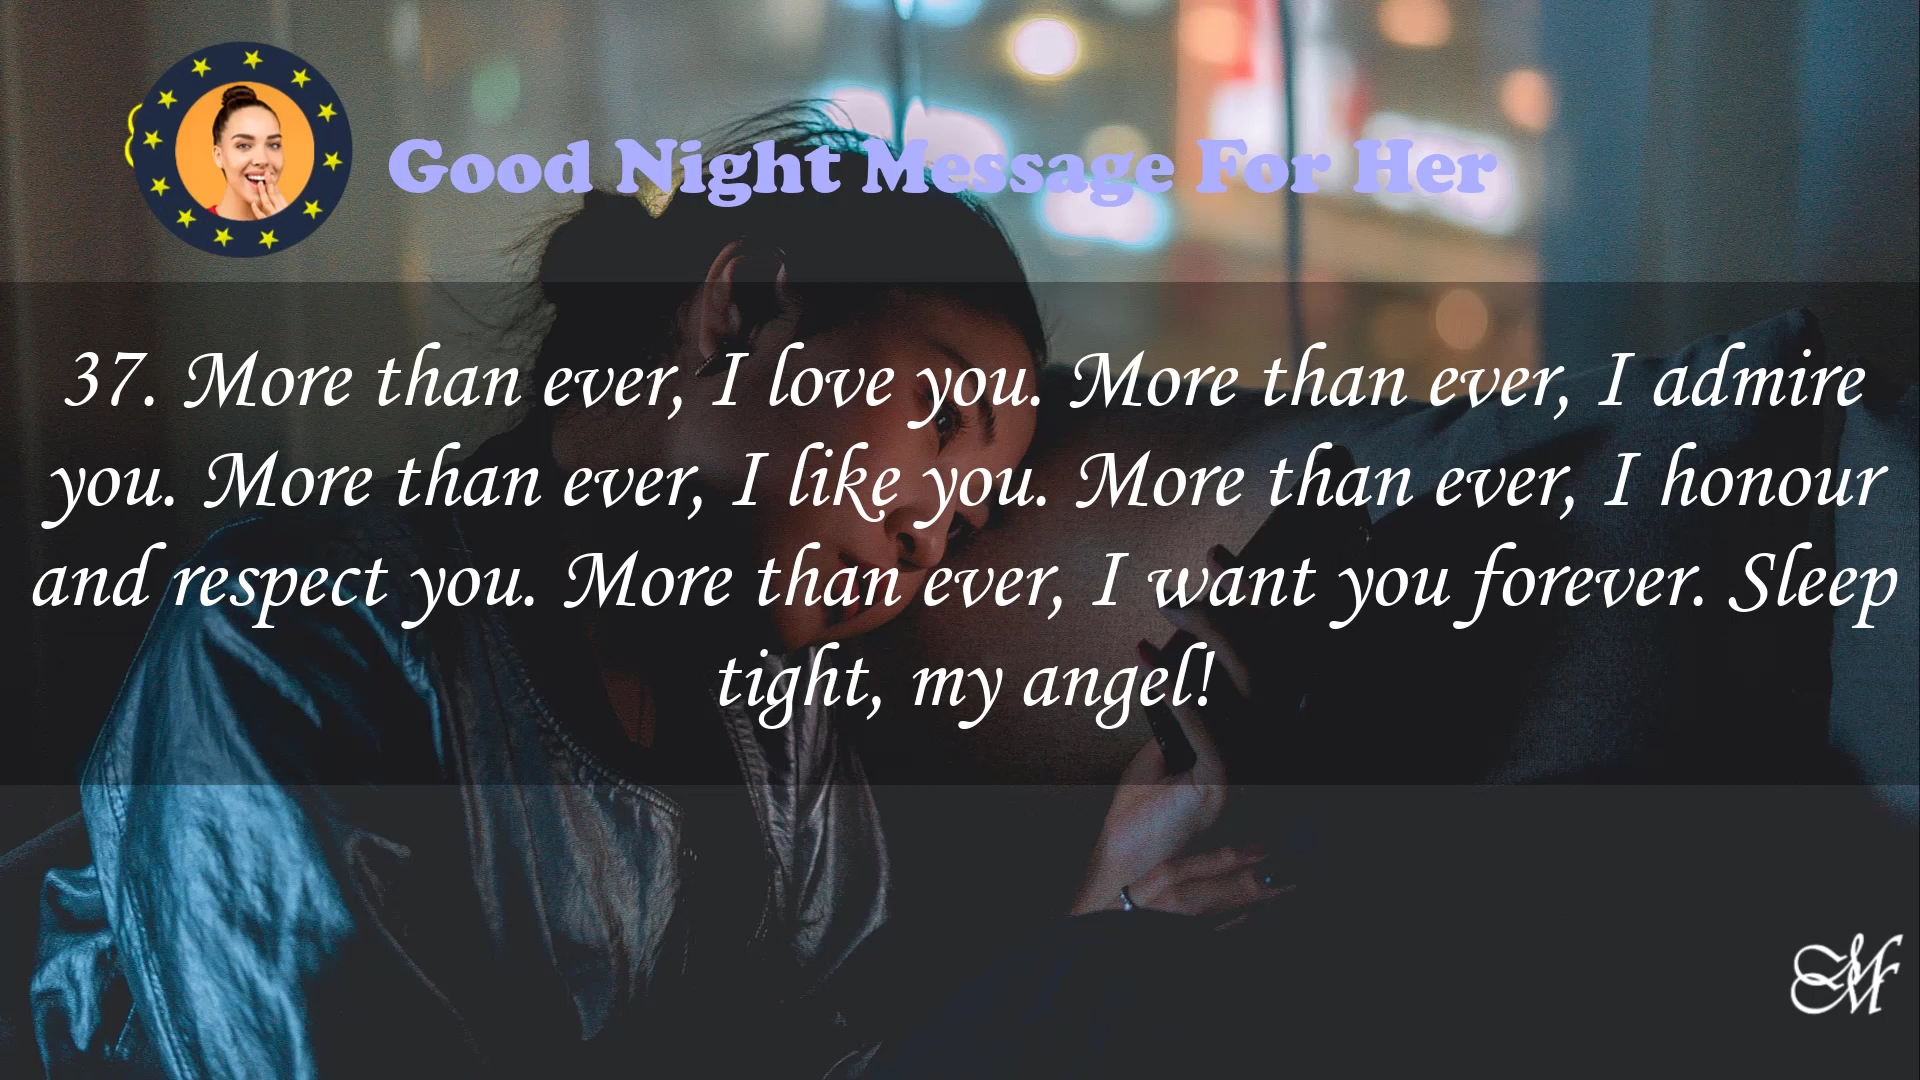 Good Night Message For Her
37. More than ever, I love you. More than ever, I admire
you. More than ever, I like you. More than ever, I honour
and respect you. More than ever, I want you forever. Sleep
tight, my angel!